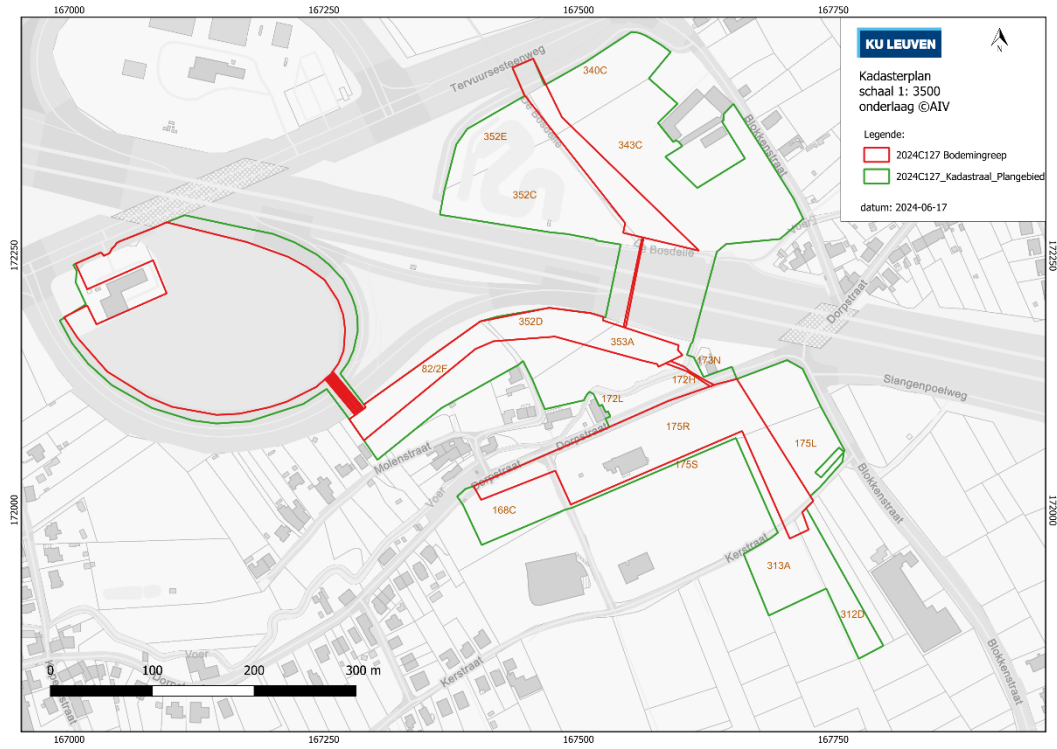 167000 167250 167500 167750
KU LEUVEN
N
Kadasterplan
schaal 1: 3500
onderlaag ©AIV
Legende:
2024C127 Bodemingreep
2024C127_Kadastraal_Plangebied
datum: 2024-06-17
Tervuursesteenweg
340C
De Bosdelle
352E
343C
Blokkenstraat
352C
Voer
172250
De Bosdelle
172250
Dorpstraat
352D
353A
173N
82/2F
172H
Slangenpoelweg
172L
Dorpstraat
175R
175L
Molenstraat
Dorpstraat
175S
Voer
168C
172000
Blokkenstraat
172000
Kerstraat
313A
312D
Voer
Kerstraat
Blokkenstraat
0 100 200 300 m
167000 167250 167500 167750